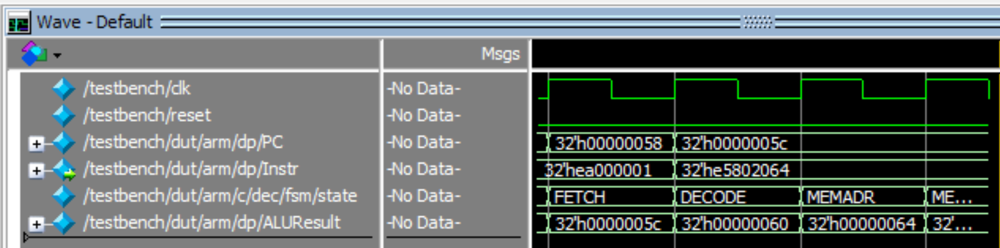 Wave - Default
Msgs
/testbench/clk -No Data-
/testbench/reset -No Data-
/testbench/dut/arm/dp/PC -No Data- 32'h00000058 32'h0000005c
/testbench/dut/arm/dp/Instr -No Data- 32'hea000001 32'he5802064
/testbench/dut/arm/c/dec/fsm/state -No Data- FETCH DECODE MEMADR ME...
/testbench/dut/arm/dp/ALUResult -No Data- 32'h0000005c 32'h00000060 32'h00000064 32'...